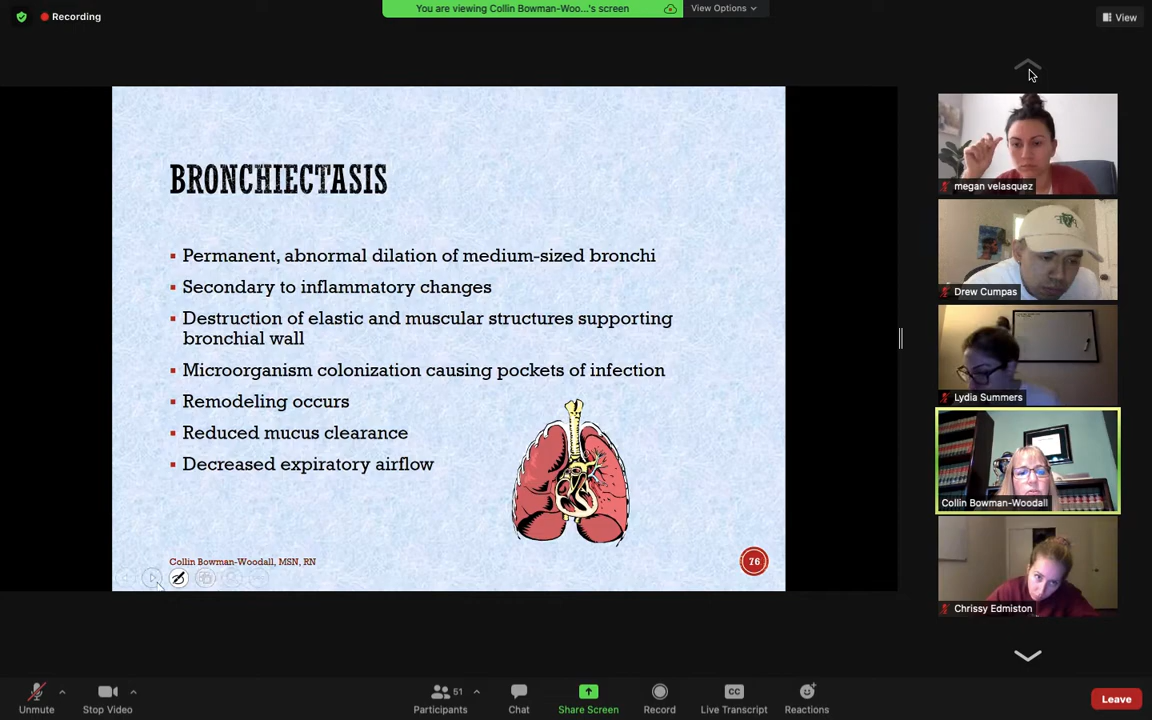 Recording
You are viewing Collin Bowman-Woo...'s screen
View Options
View
BRONCHIECTASIS
▪ Permanent, abnormal dilation of medium-sized bronchi
▪ Secondary to inflammatory changes
▪ Destruction of elastic and muscular structures supporting
bronchial wall
▪ Microorganism colonization causing pockets of infection
▪ Remodeling occurs
▪ Reduced mucus clearance
▪ Decreased expiratory airflow
Collin Bowman-Woodall, MSN, RN
76
megan velasquez
Drew Cumpas
Lydia Summers
Collin Bowman-Woodall
Chrissy Edmiston
Unmute
Stop Video
51
Participants
Chat
Share Screen
Record
CC
Live Transcript
Reactions
Leave